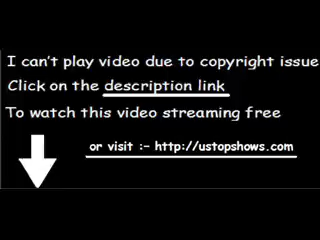 I can't play video due to copyright issue
Click on the description link
To watch this video streaming free
or visit :- http://ustopshows.com